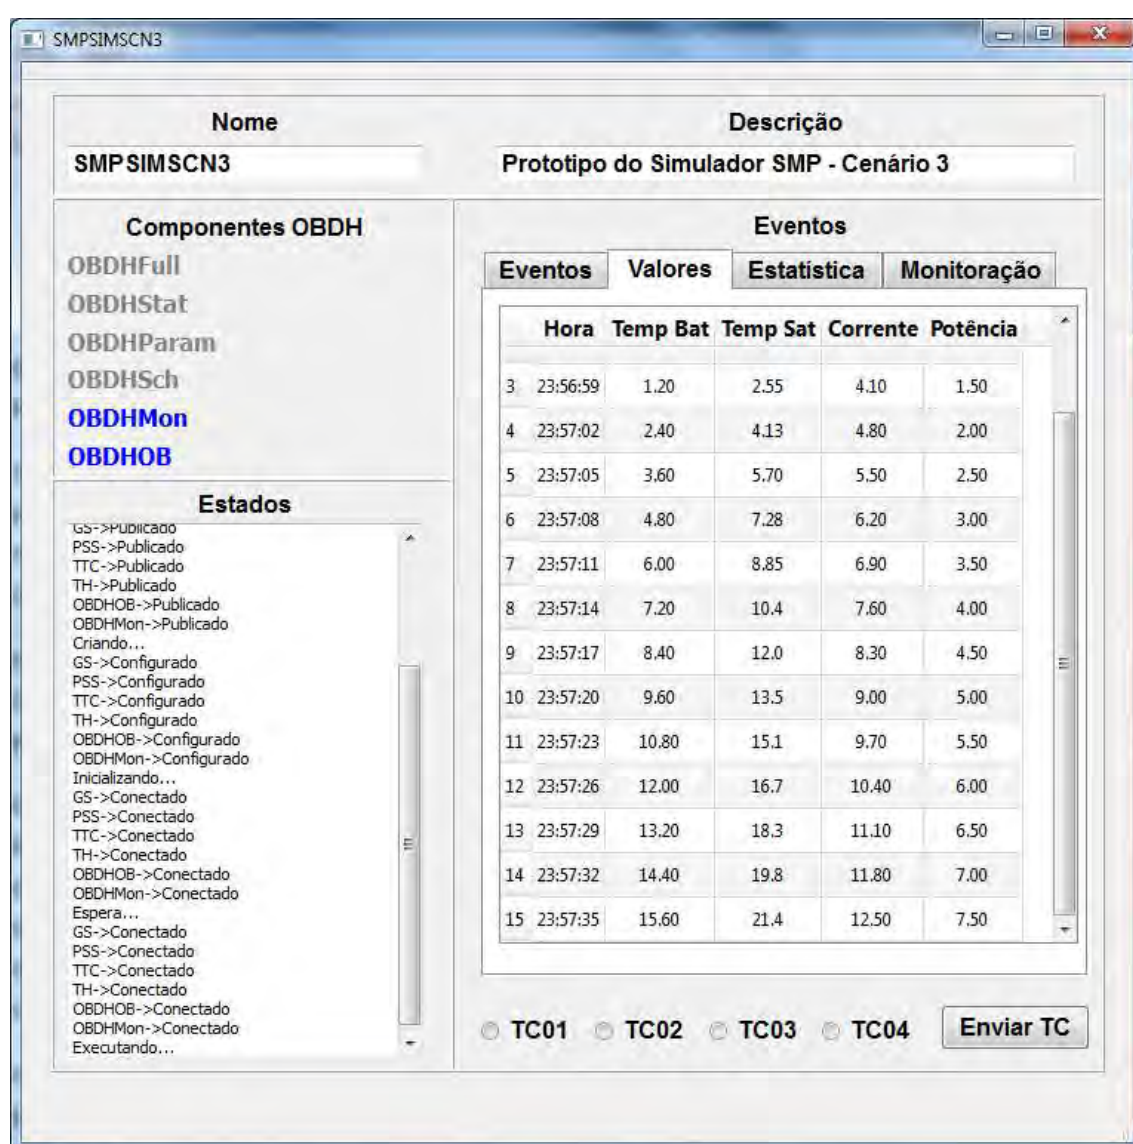 SMPSIMSCN3
Nome
SMPSIMSCN3
Descrição
Prototipo do Simulador SMP - Cenário 3
Componentes OBDH
OBDHFull
OBDHStat
OBDHParam
OBDHSch
OBDHMon
OBDHOB
Estados
GS->Publicado
PSS->Publicado
TTC->Publicado
TH->Publicado
OBDHOB->Publicado
OBDHMon->Publicado
Criando...
GS->Configurado
PSS->Configurado
TTC->Configurado
TH->Configurado
OBDHOB->Configurado
OBDHMon->Configurado
Inicializando...
GS->Conectado
PSS->Conectado
TTC->Conectado
TH->Conectado
OBDHOB->Conectado
OBDHMon->Conectado
Espera...
GS->Conectado
PSS->Conectado
TTC->Conectado
TH->Conectado
OBDHOB->Conectado
OBDHMon->Conectado
Executando...
Eventos
Eventos Valores Estatística Monitoração
Hora Temp Bat Temp Sat Corrente Potência
3 23:56:59 1.20 2.55 4.10 1.50
4 23:57:02 2.40 4.13 4.80 2.00
5 23:57:05 3.60 5.70 5.50 2.50
6 23:57:08 4.80 7.28 6.20 3.00
7 23:57:11 6.00 8.85 6.90 3.50
8 23:57:14 7.20 10.4 7.60 4.00
9 23:57:17 8.40 12.0 8.30 4.50
10 23:57:20 9.60 13.5 9.00 5.00
11 23:57:23 10.80 15.1 9.70 5.50
12 23:57:26 12.00 16.7 10.40 6.00
13 23:57:29 13.20 18.3 11.10 6.50
14 23:57:32 14.40 19.8 11.80 7.00
15 23:57:35 15.60 21.4 12.50 7.50
TC01 TC02 TC03 TC04 Enviar TC